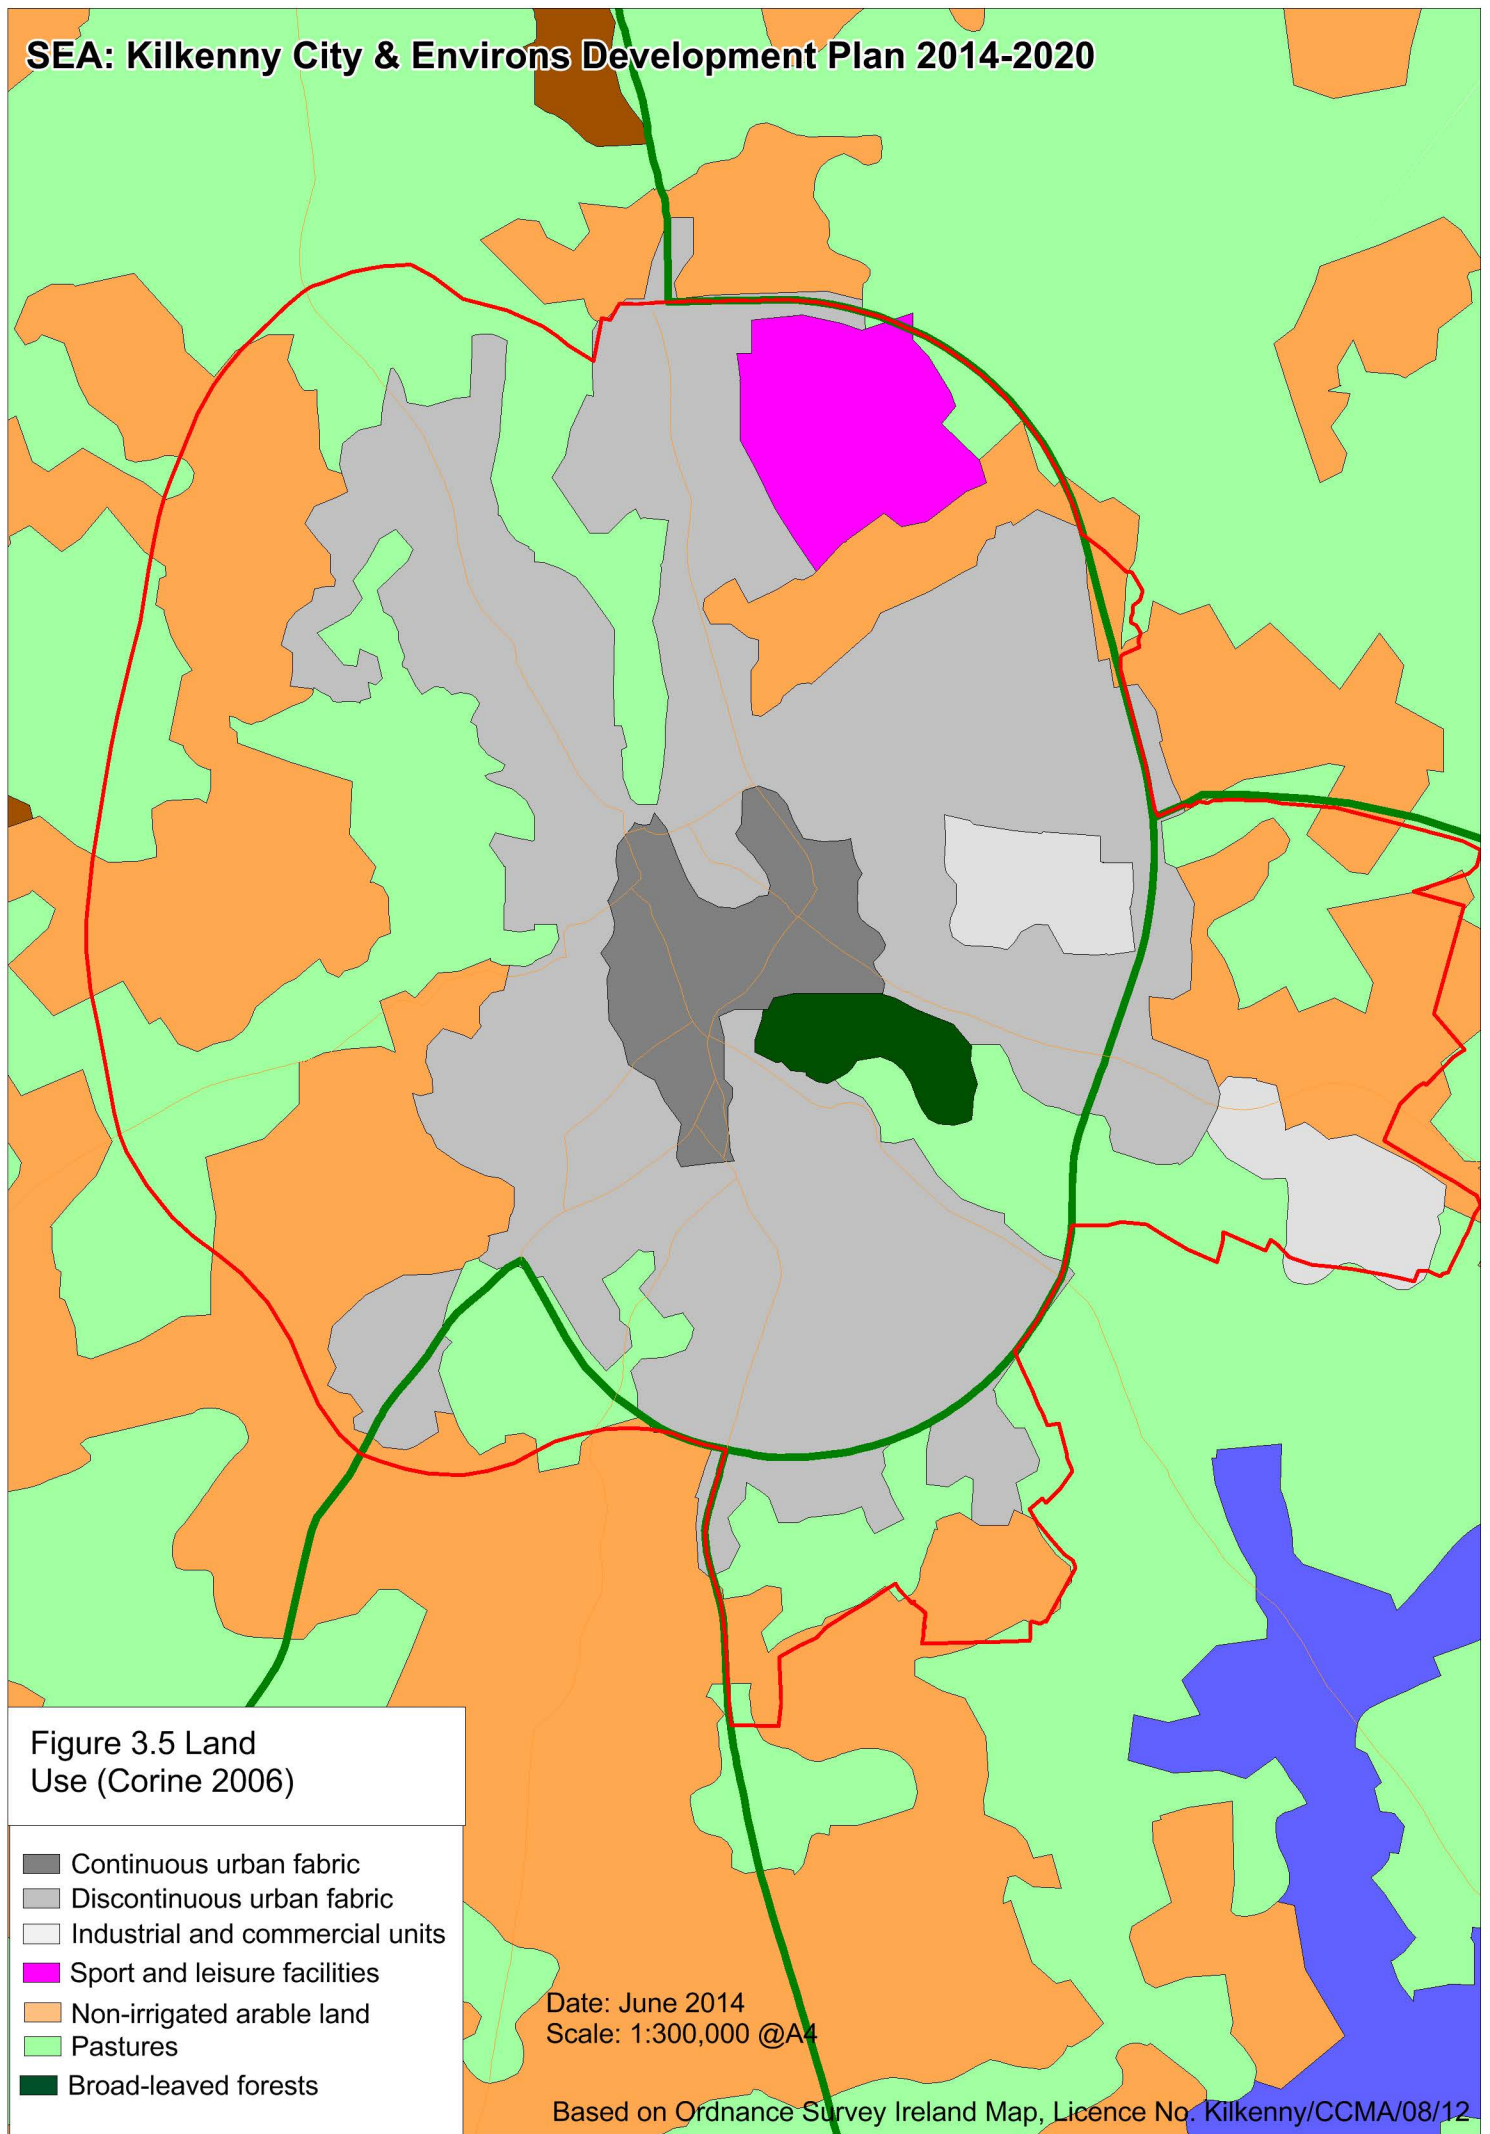 SEA: Kilkenny City & Environs Development Plan 2014-2020
Figure 3.5 Land
Use (Corine 2006)
Continuous urban fabric
Discontinuous urban fabric
Industrial and commercial units
Sport and leisure facilities
Non-irrigated arable land
Pastures
Broad-leaved forests
Date: June 2014
Scale: 1:300,000 @A4
Based on Ordnance Survey Ireland Map, Licence No. Kilkenny/CCMA/08/12